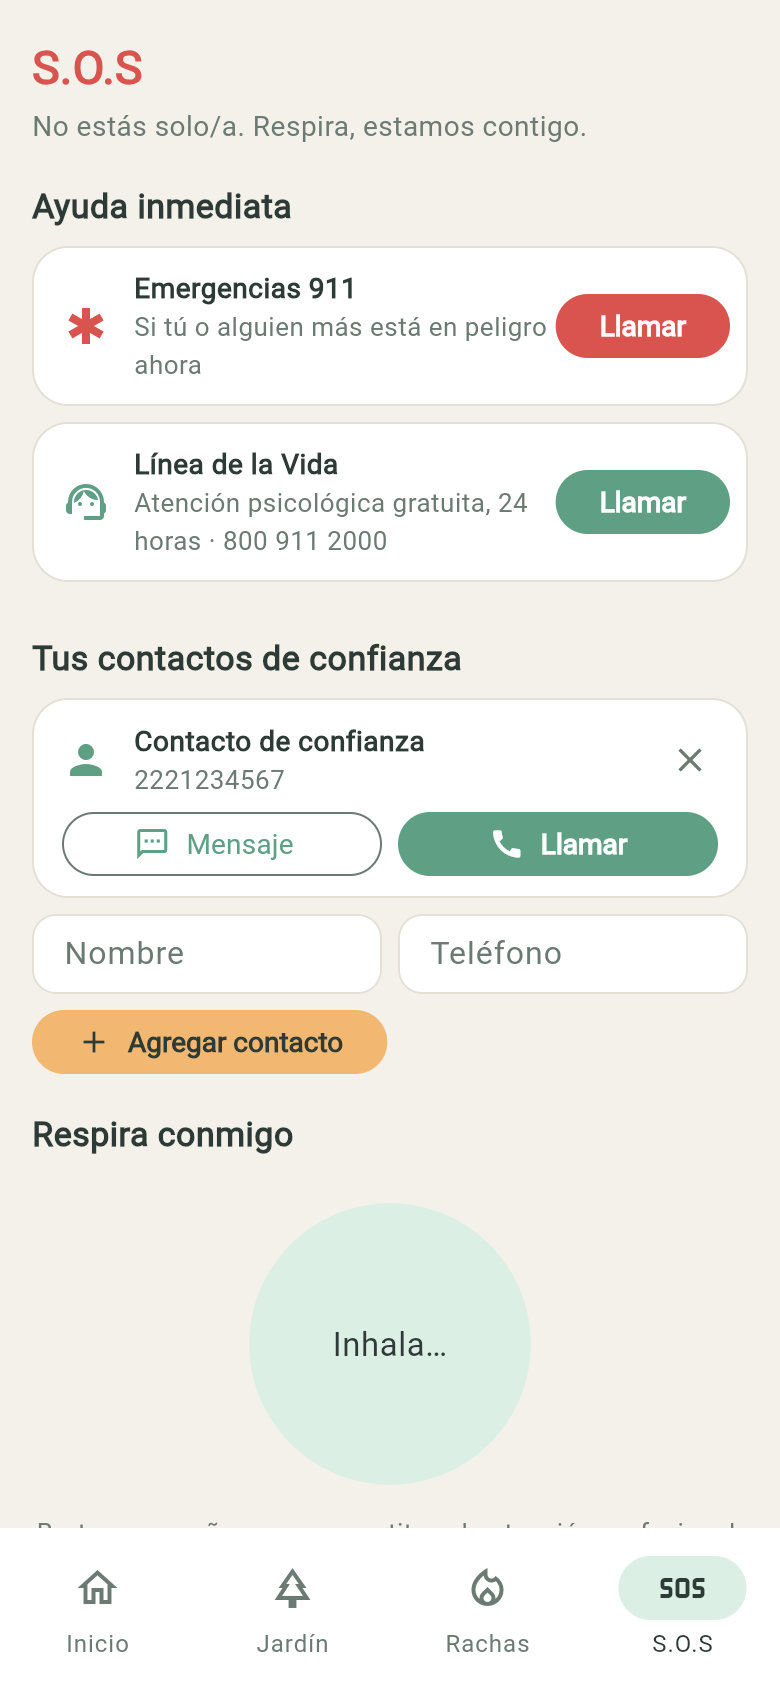 S.O.S
No estás solo/a. Respira, estamos contigo.
Ayuda inmediata
Emergencias 911
Si tú o alguien más está en peligro
ahora
Llamar
Línea de la Vida
Atención psicológica gratuita, 24
horas · 800 911 2000
Llamar
Tus contactos de confianza
Contacto de confianza
2221234567
Mensaje
Llamar
Nombre
Teléfono
Agregar contacto
Respira conmigo
Inhala…
Inicio
Jardín
Rachas
SOS
S.O.S